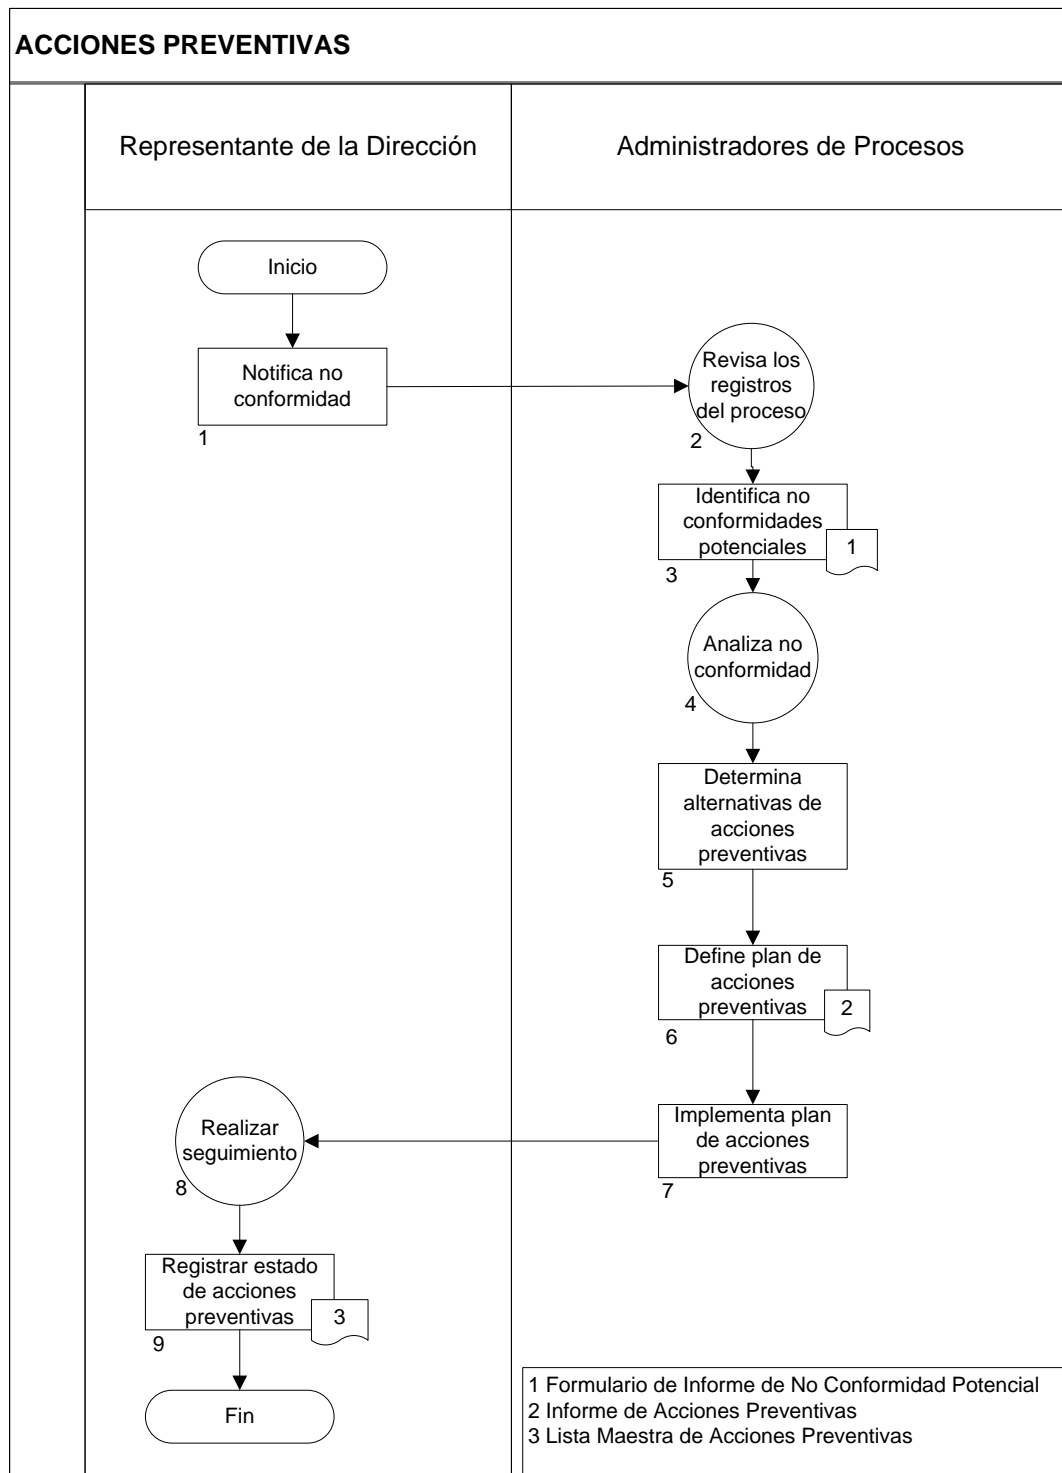 ACCIONES PREVENTIVAS
Representante de la Dirección
Administradores de Procesos
Inicio
Notifica no
conformidad
1
Revisa los
registros
del proceso
2
Identifica no
conformidades
potenciales
1
3
Analiza no
conformidad
4
Determina
alternativas de
acciones
preventivas
5
Define plan de
acciones
preventivas
2
6
Implementa plan
de acciones
preventivas
7
Realizar
seguimiento
8
Registrar estado
de acciones
preventivas
3
9
Fin
1 Formulario de Informe de No Conformidad Potencial
2 Informe de Acciones Preventivas
3 Lista Maestra de Acciones Preventivas